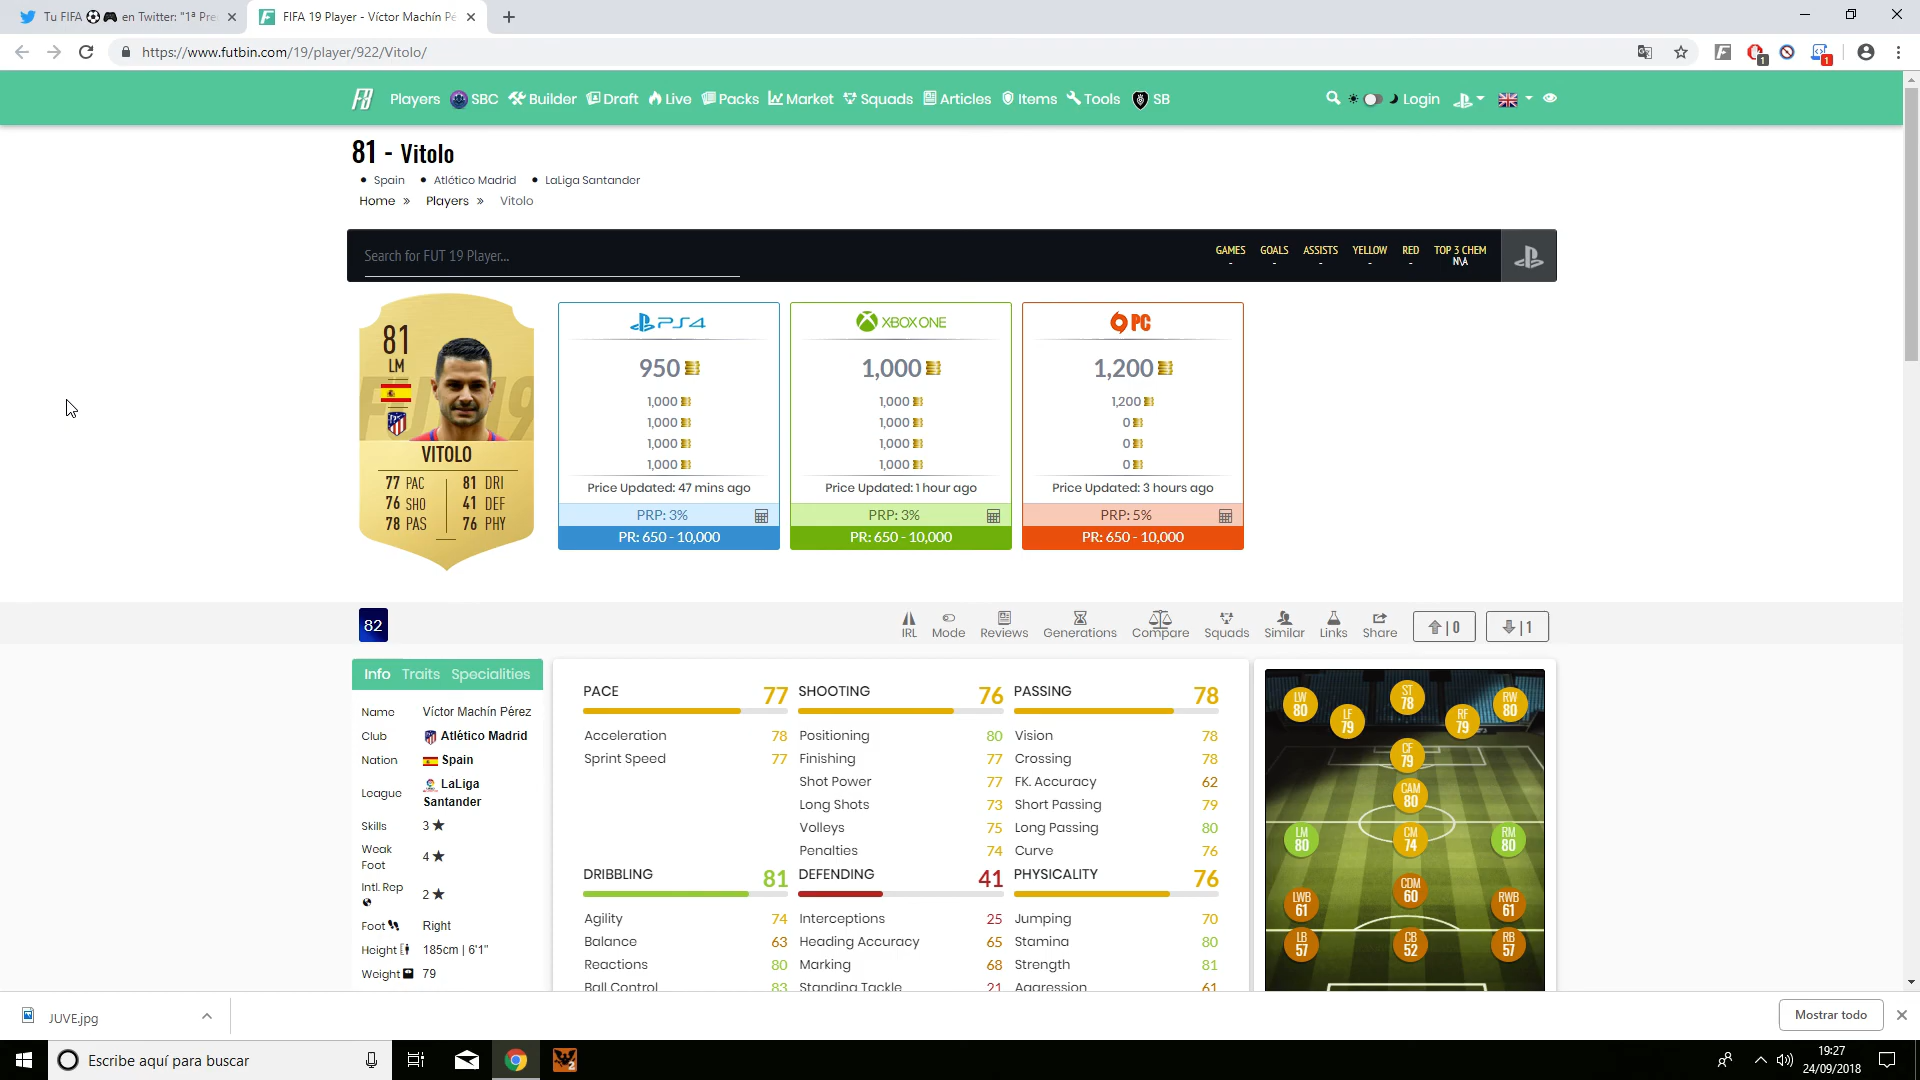 Tu FIFA ⚽🎮 en Twitter: "1ª Pre
FIFA 19 Player - Víctor Machín Pé
https://www.futbin.com/19/player/922/Vitolo/
1
1
FB Players SBC Builder Draft Live Packs Market Squads Articles Items Tools SB Login
81 - Vitolo
• Spain • Atlético Madrid • LaLiga Santander
Home » Players » Vitolo
Search for FUT 19 Player...
GAMES GOALS ASSISTS YELLOW RED TOP 3 CHEM
- - - - - N\A
81
LM
FUT 19
VITOLO
77 PAC 81 DRI
76 SHO 41 DEF
78 PAS 76 PHY
PS4
950
1,000
1,000
1,000
1,000
Price Updated: 47 mins ago
PRP: 3%
PR: 650 - 10,000
XBOX ONE
1,000
1,000
1,000
1,000
1,000
Price Updated: 1 hour ago
PRP: 3%
PR: 650 - 10,000
PC
1,200
1,200
0
0
0
Price Updated: 3 hours ago
PRP: 5%
PR: 650 - 10,000
82
IRL Mode Reviews Generations Compare Squads Similar Links Share | 0 | 1
Info Traits Specialities
Name Víctor Machín Pérez
Club Atlético Madrid
Nation Spain
League LaLiga
Santander
Skills 3 ★
Weak
Foot 4 ★
Intl. Rep 2 ★
Foot Right
Height 185cm | 6'1"
Weight 79
PACE 77
Acceleration 78
Sprint Speed 77
SHOOTING 76
Positioning 80
Finishing 77
Shot Power 77
Long Shots 73
Volleys 75
Penalties 74
PASSING 78
Vision 78
Crossing 78
FK. Accuracy 62
Short Passing 79
Long Passing 80
Curve 76
DRIBBLING 81
Agility 74
Balance 63
Reactions 80
Ball Control 83
DEFENDING 41
Interceptions 25
Heading Accuracy 65
Marking 68
Standing Tackle 21
PHYSICALITY 76
Jumping 70
Stamina 80
Strength 81
Aggression 61
LW
80
ST
78
RW
80
LF
79
RF
79
CF
79
CAM
80
LM
80
CM
74
RM
80
CDM
60
LWB
61
RWB
61
LB
57
CB
52
RB
57
JUVE.jpg
Mostrar todo
Escribe aquí para buscar
2
19:27
24/09/2018